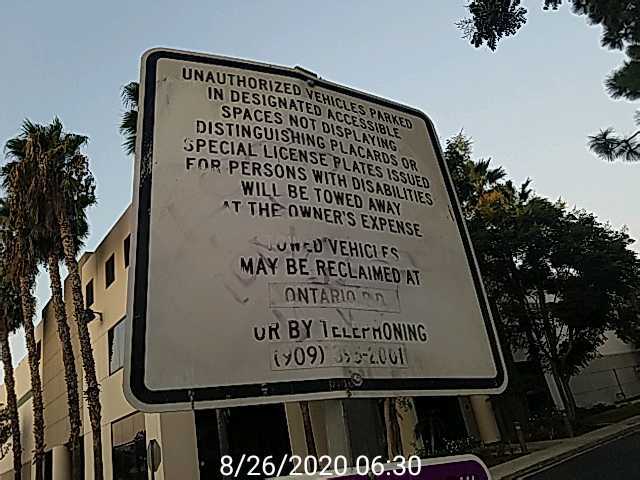 UNAUTHORIZED VEHICLES PARKED
IN DESIGNATED ACCESSIBLE
SPACES NOT DISPLAYING
DISTINGUISHING PLACARDS OR
SPECIAL LICENSE PLATES ISSUED
FOR PERSONS WITH DISABILITIES
WILL BE TOWED AWAY
AT THE OWNER'S EXPENSE
TOWED VEHICLES
MAY BE RECLAIMED AT
ONTARIO P.D.
OR BY TELEPHONING
(909) 395-2001
8/26/2020 06:30